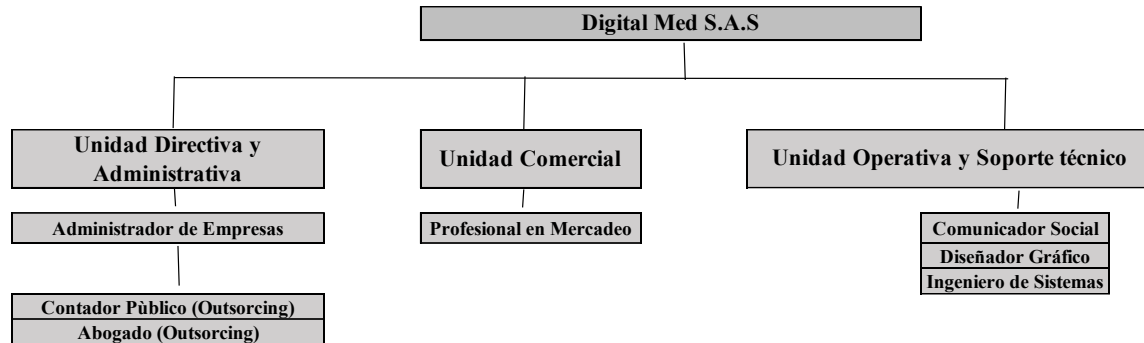 Digital Med S.A.S
Unidad Directiva y
Administrativa
Unidad Comercial
Unidad Operativa y Soporte técnico
Administrador de Empresas
Profesional en Mercadeo
Comunicador Social
Diseñador Gráfico
Ingeniero de Sistemas
Contador Pùblico (Outsorcing)
Abogado (Outsorcing)